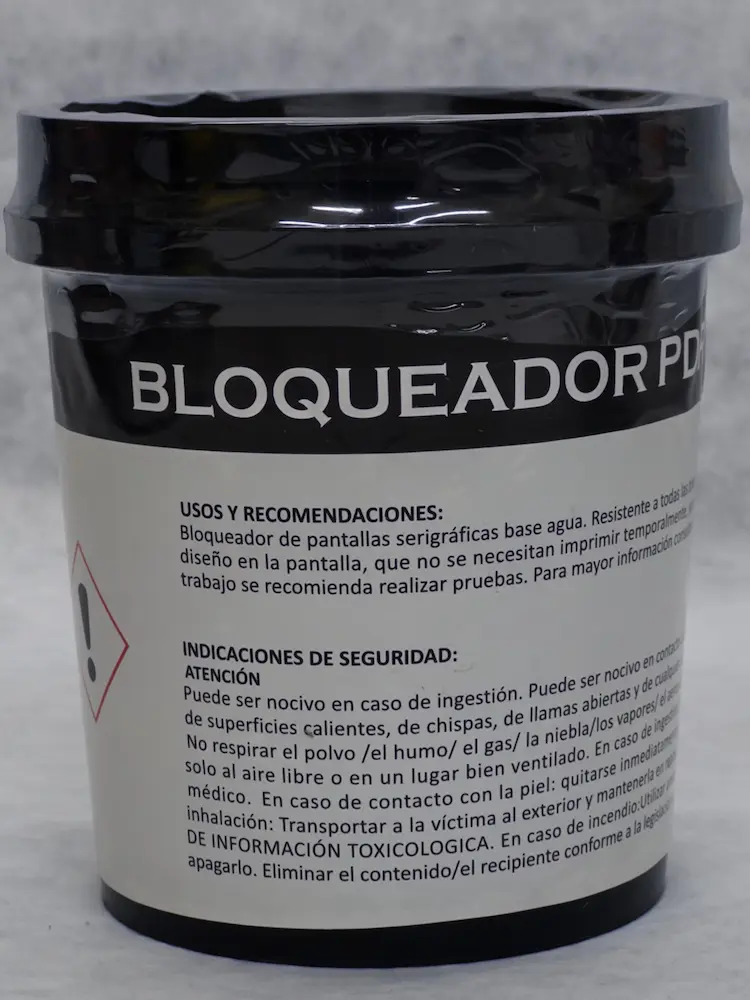 BLOQUEADOR PD
USOS Y RECOMENDACIONES:
Bloqueador de pantallas serigráficas base agua. Resistente a todas las
diseño en la pantalla, que no se necesitan imprimir temporalmente,
trabajo se recomienda realizar pruebas. Para mayor información
INDICACIONES DE SEGURIDAD:
ATENCIÓN
Puede ser nocivo en caso de ingestión. Puede ser nocivo en contacto
de superficies calientes, de chispas, de llamas abiertas y de
No respirar el polvo /el humo/ el gas/ la niebla/los vapores/ el
solo al aire libre o en un lugar bien ventilado. En caso de
médico. En caso de contacto con la piel: quitarse
inhalación: Transportar a la víctima al exterior y mantenerla en
DE INFORMACIÓN TOXICOLOGICA. En caso de incendio:Utilizar
apagarlo. Eliminar el contenido/el recipiente conforme a la